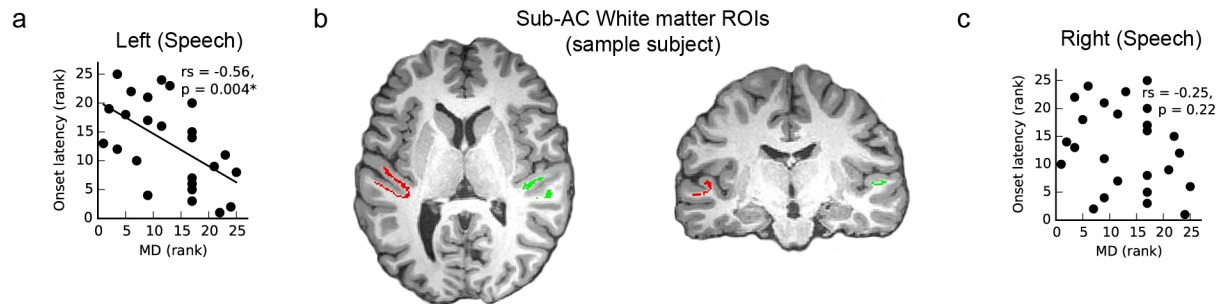 a
Left (Speech)
rs = -0.56,
p = 0.004*
Onset latency (rank)
25
20
15
10
5
0
0 5 10 15 20 25
MD (rank)
b
Sub-AC White matter ROIs
(sample subject)
c
Right (Speech)
rs = -0.25,
p = 0.22
Onset latency (rank)
25
20
15
10
5
0
0 5 10 15 20 25
MD (rank)